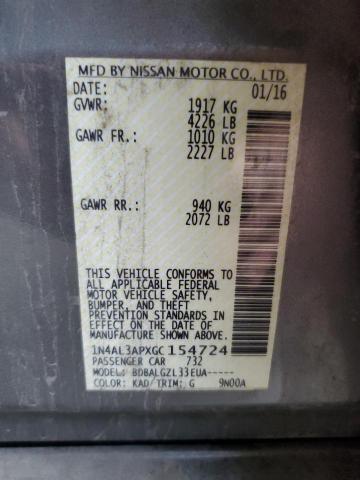 MFD BY NISSAN MOTOR CO., LTD.
DATE: 01/16
GVWR: 1917 KG
4226 LB
GAWR FR.: 1010 KG
2227 LB
GAWR RR.: 940 KG
2072 LB
THIS VEHICLE CONFORMS TO
ALL APPLICABLE FEDERAL
MOTOR VEHICLE SAFETY,
BUMPER, AND THEFT
PREVENTION STANDARDS IN
EFFECT ON THE DATE OF
MANUFACTURE SHOWN ABOVE.
1N4AL3APXGC154724
PASSENGER CAR 732
MODEL: BDBALGZL33EUA-----
COLOR: KAD/TRIM: G 9N00A